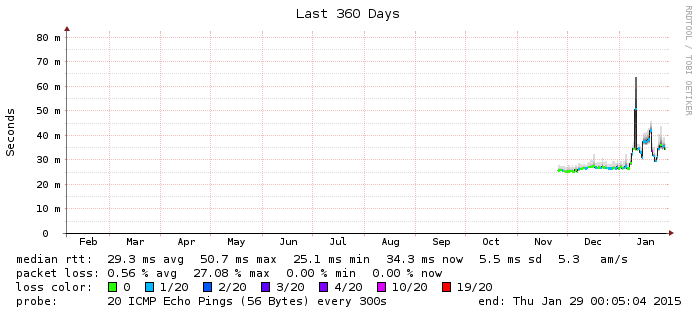 Last 360 Days
RRDTOOL / TOBI OETIKER
Seconds
80 m
70 m
60 m
50 m
40 m
30 m
20 m
10 m
0
Feb Mar Apr May Jun Jul Aug Sep Oct Nov Dec Jan
median rtt: 29.3 ms avg 50.7 ms max 25.1 ms min 34.3 ms now 5.5 ms sd 5.3 am/s
packet loss: 0.56 % avg 27.08 % max 0.00 % min 0.00 % now
loss color: 0 1/20 2/20 3/20 4/20 10/20 19/20
probe: 20 ICMP Echo Pings (56 Bytes) every 300s end: Thu Jan 29 00:05:04 2015